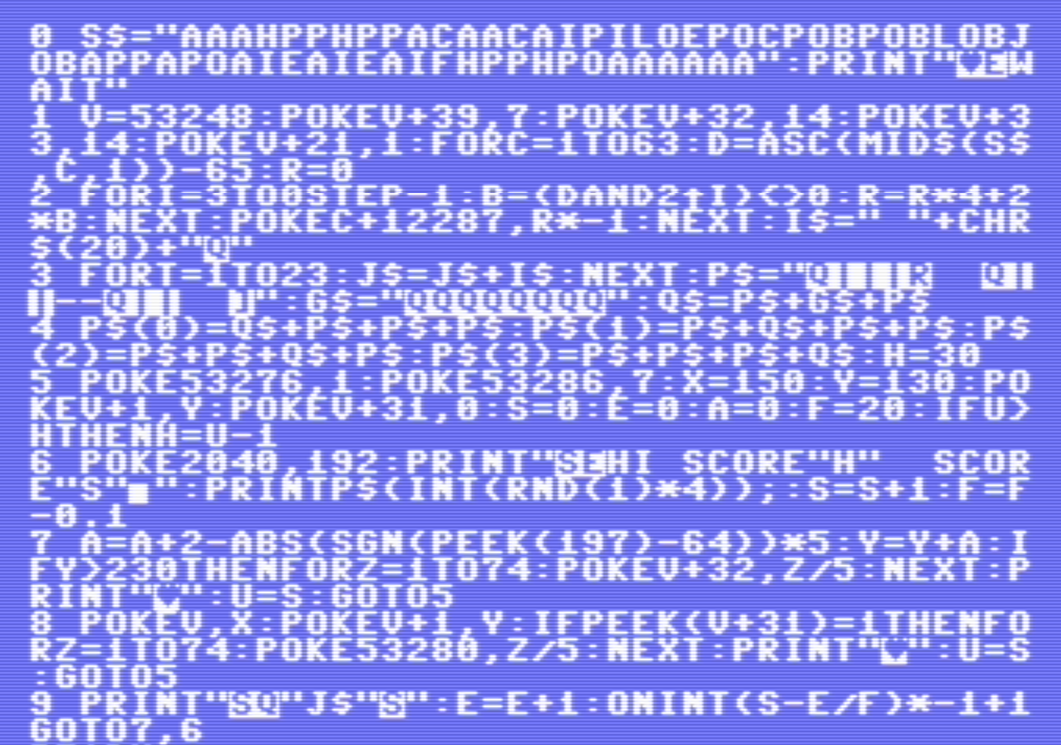 0 S$="AAAHPPHPPACAACAIPILOEPOCPOBPOBLOBJ
OBAPPAPOAIEAIEAIFHPPHPOAAAAAA":PRINT"♥EW
AIT"
1 V=53248:POKEV+39,7:POKEV+32,14:POKEV+3
3,14:POKEV+21,1:FORC=1TO63:D=ASC(MID$(S$
,C,1))-65:R=0
2 FORI=3TO0STEP-1:B=(DAND2↑I)<>0:R=R*4+2
*B:NEXT:POKEC+12287,R*-1:NEXT:I$=" "+CHR
$(20)+"Q"
3 FORT=1TO23:J$=J$+I$:NEXT:P$="Q||||R  Q||
||--Q|||  |":G$="QQQQQQQQ":Q$=P$+G$+P$
4 P$(0)=Q$+P$+P$+P$:P$(1)=P$+Q$+P$+P$:P$
(2)=P$+P$+Q$+P$:P$(3)=P$+P$+P$+Q$:H=30
5 POKE53276,1:POKE53286,7:X=150:Y=130:PO
KEV+1,Y:POKEV+31,0:S=0:E=0:A=0:F=20:IFU>
HTHENH=U-1
6 POKE2040,192:PRINT"SEHI SCORE"H"  SCOR
E"S"▄":PRINTP$(INT(RND(1)*4));:S=S+1:F=F
-0.1
7 A=A+2-ABS(SGN(PEEK(197)-64))*5:Y=Y+A:I
FY>230THENFORZ=1TO74:POKEV+32,Z/5:NEXT:P
RINT"♥":U=S:GOTO5
8 POKEV,X:POKEV+1,Y:IFPEEK(V+31)=1THENFO
RZ=1TO74:POKE53280,Z/5:NEXT:PRINT"♥":U=S
:GOTO5
9 PRINT"SQ"J$"S":E=E+1:ONINT(S-E/F)*-1+1
GOTO7,6